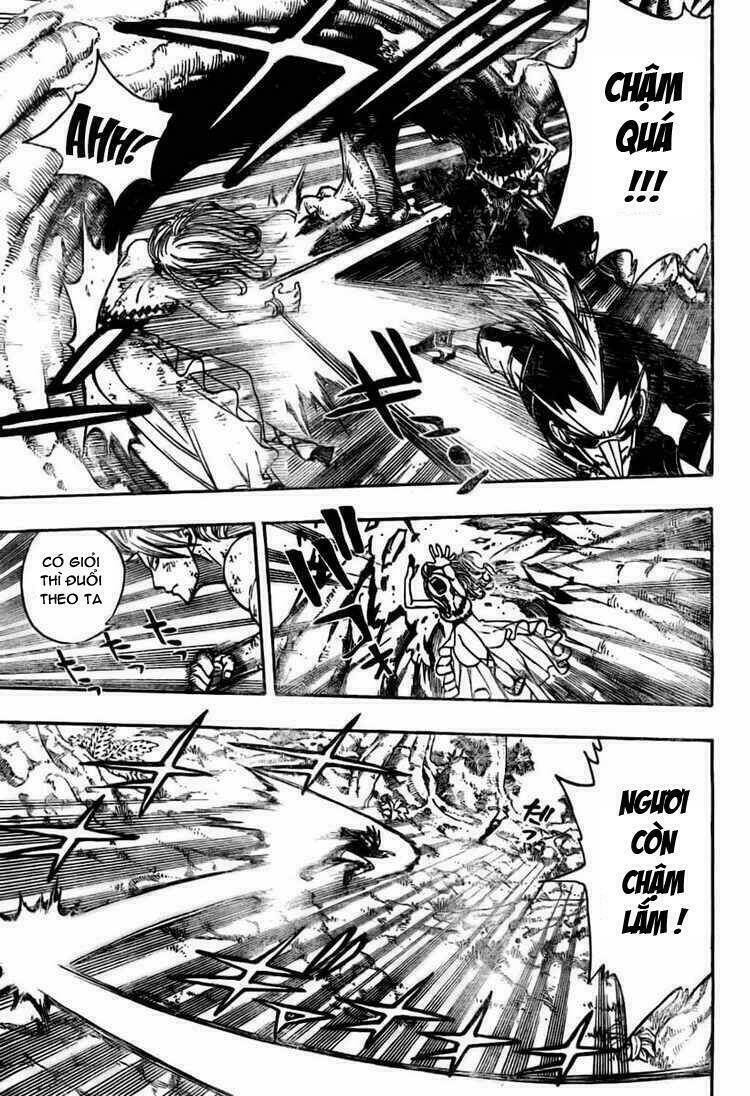 CHẬM
QUÁ
!!!
AHH!
CÓ GIỎI
THÌ ĐUỔI
THEO TA
NGƯƠI
CÒN
CHẬM
LẮM !